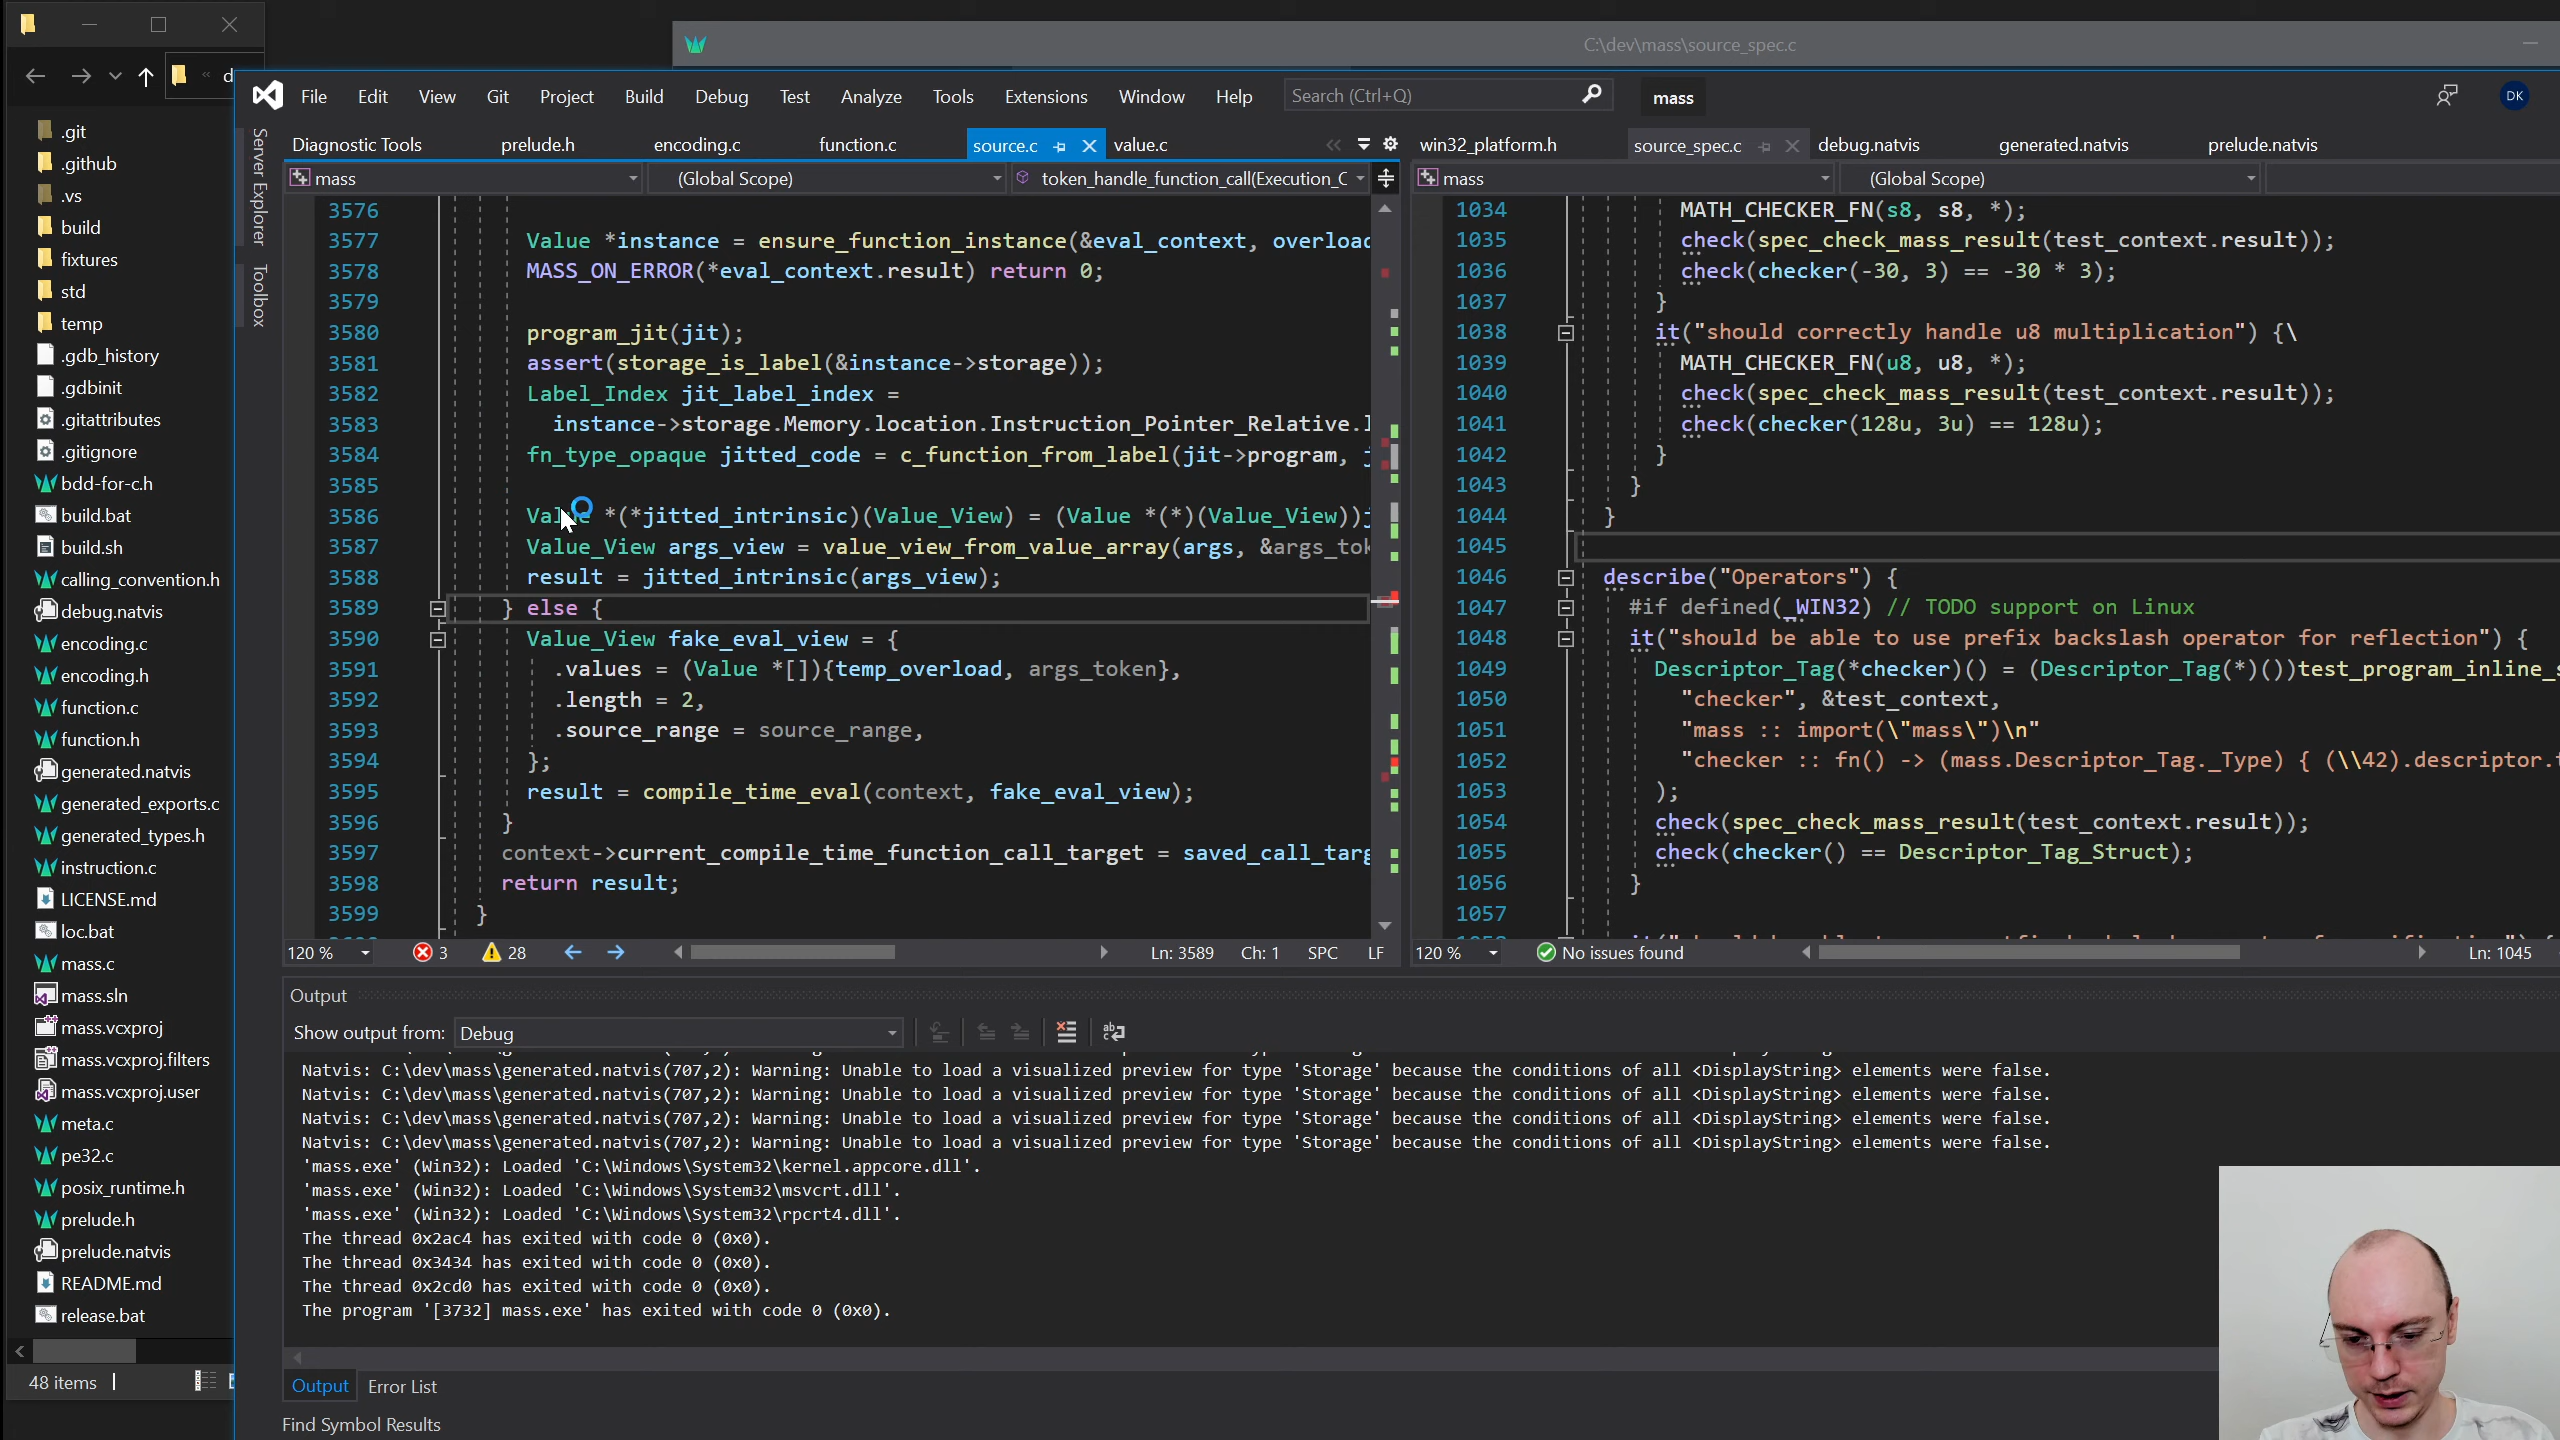 C:\dev\mass\source_spec.c
File Edit View Git Project Build Debug Test Analyze Tools Extensions Window Help Search (Ctrl+Q) mass DK
.git
.github
.vs
build
fixtures
std
temp
.gdb_history
.gdbinit
.gitattributes
.gitignore
bdd-for-c.h
build.bat
build.sh
calling_convention.h
debug.natvis
encoding.c
encoding.h
function.c
function.h
generated.natvis
generated_exports.c
generated_types.h
instruction.c
LICENSE.md
loc.bat
mass.c
mass.sln
mass.vcxproj
mass.vcxproj.filters
mass.vcxproj.user
meta.c
pe32.c
posix_runtime.h
prelude.h
prelude.natvis
README.md
release.bat
48 items
Server Explorer
Toolbox
Diagnostic Tools prelude.h encoding.c function.c source.c value.c
mass (Global Scope) token_handle_function_call(Execution_C
3576
3577 Value *instance = ensure_function_instance(&eval_context, overload
3578 MASS_ON_ERROR(*eval_context.result) return 0;
3579
3580 program_jit(jit);
3581 assert(storage_is_label(&instance->storage));
3582 Label_Index jit_label_index =
3583 instance->storage.Memory.location.Instruction_Pointer_Relative.l
3584 fn_type_opaque jitted_code = c_function_from_label(jit->program, j
3585
3586 Value *(*jitted_intrinsic)(Value_View) = (Value *(*)(Value_View))j
3587 Value_View args_view = value_view_from_value_array(args, &args_tok
3588 result = jitted_intrinsic(args_view);
3589 } else {
3590 Value_View fake_eval_view = {
3591 .values = (Value *[]){temp_overload, args_token},
3592 .length = 2,
3593 .source_range = source_range,
3594 };
3595 result = compile_time_eval(context, fake_eval_view);
3596 }
3597 context->current_compile_time_function_call_target = saved_call_targ
3598 return result;
3599 }
120 % 3 28 Ln: 3589 Ch: 1 SPC LF
win32_platform.h source_spec.c debug.natvis generated.natvis prelude.natvis
mass (Global Scope)
1034 MATH_CHECKER_FN(s8, s8, *);
1035 check(spec_check_mass_result(test_context.result));
1036 check(checker(-30, 3) == -30 * 3);
1037 }
1038 it("should correctly handle u8 multiplication") {\
1039 MATH_CHECKER_FN(u8, u8, *);
1040 check(spec_check_mass_result(test_context.result));
1041 check(checker(128u, 3u) == 128u);
1042 }
1043 }
1044 }
1045
1046 describe("Operators") {
1047 #if defined(_WIN32) // TODO support on Linux
1048 it("should be able to use prefix backslash operator for reflection") {
1049 Descriptor_Tag(*checker)() = (Descriptor_Tag(*)())test_program_inline_s
1050 "checker", &test_context,
1051 "mass :: import(\"mass\")\n"
1052 "checker :: fn() -> (mass.Descriptor_Tag._Type) { (\\42).descriptor.t
1053 );
1054 check(spec_check_mass_result(test_context.result));
1055 check(checker() == Descriptor_Tag_Struct);
1056 }
1057
120 % No issues found Ln: 1045
Output
Show output from: Debug
Natvis: C:\dev\mass\generated.natvis(707,2): Warning: Unable to load a visualized preview for type 'Storage' because the conditions of all <DisplayString> elements were false.
Natvis: C:\dev\mass\generated.natvis(707,2): Warning: Unable to load a visualized preview for type 'Storage' because the conditions of all <DisplayString> elements were false.
Natvis: C:\dev\mass\generated.natvis(707,2): Warning: Unable to load a visualized preview for type 'Storage' because the conditions of all <DisplayString> elements were false.
Natvis: C:\dev\mass\generated.natvis(707,2): Warning: Unable to load a visualized preview for type 'Storage' because the conditions of all <DisplayString> elements were false.
'mass.exe' (Win32): Loaded 'C:\Windows\System32\kernel.appcore.dll'.
'mass.exe' (Win32): Loaded 'C:\Windows\System32\msvcrt.dll'.
'mass.exe' (Win32): Loaded 'C:\Windows\System32\rpcrt4.dll'.
The thread 0x2ac4 has exited with code 0 (0x0).
The thread 0x3434 has exited with code 0 (0x0).
The thread 0x2cd0 has exited with code 0 (0x0).
The program '[3732] mass.exe' has exited with code 0 (0x0).
Output Error List
Find Symbol Results